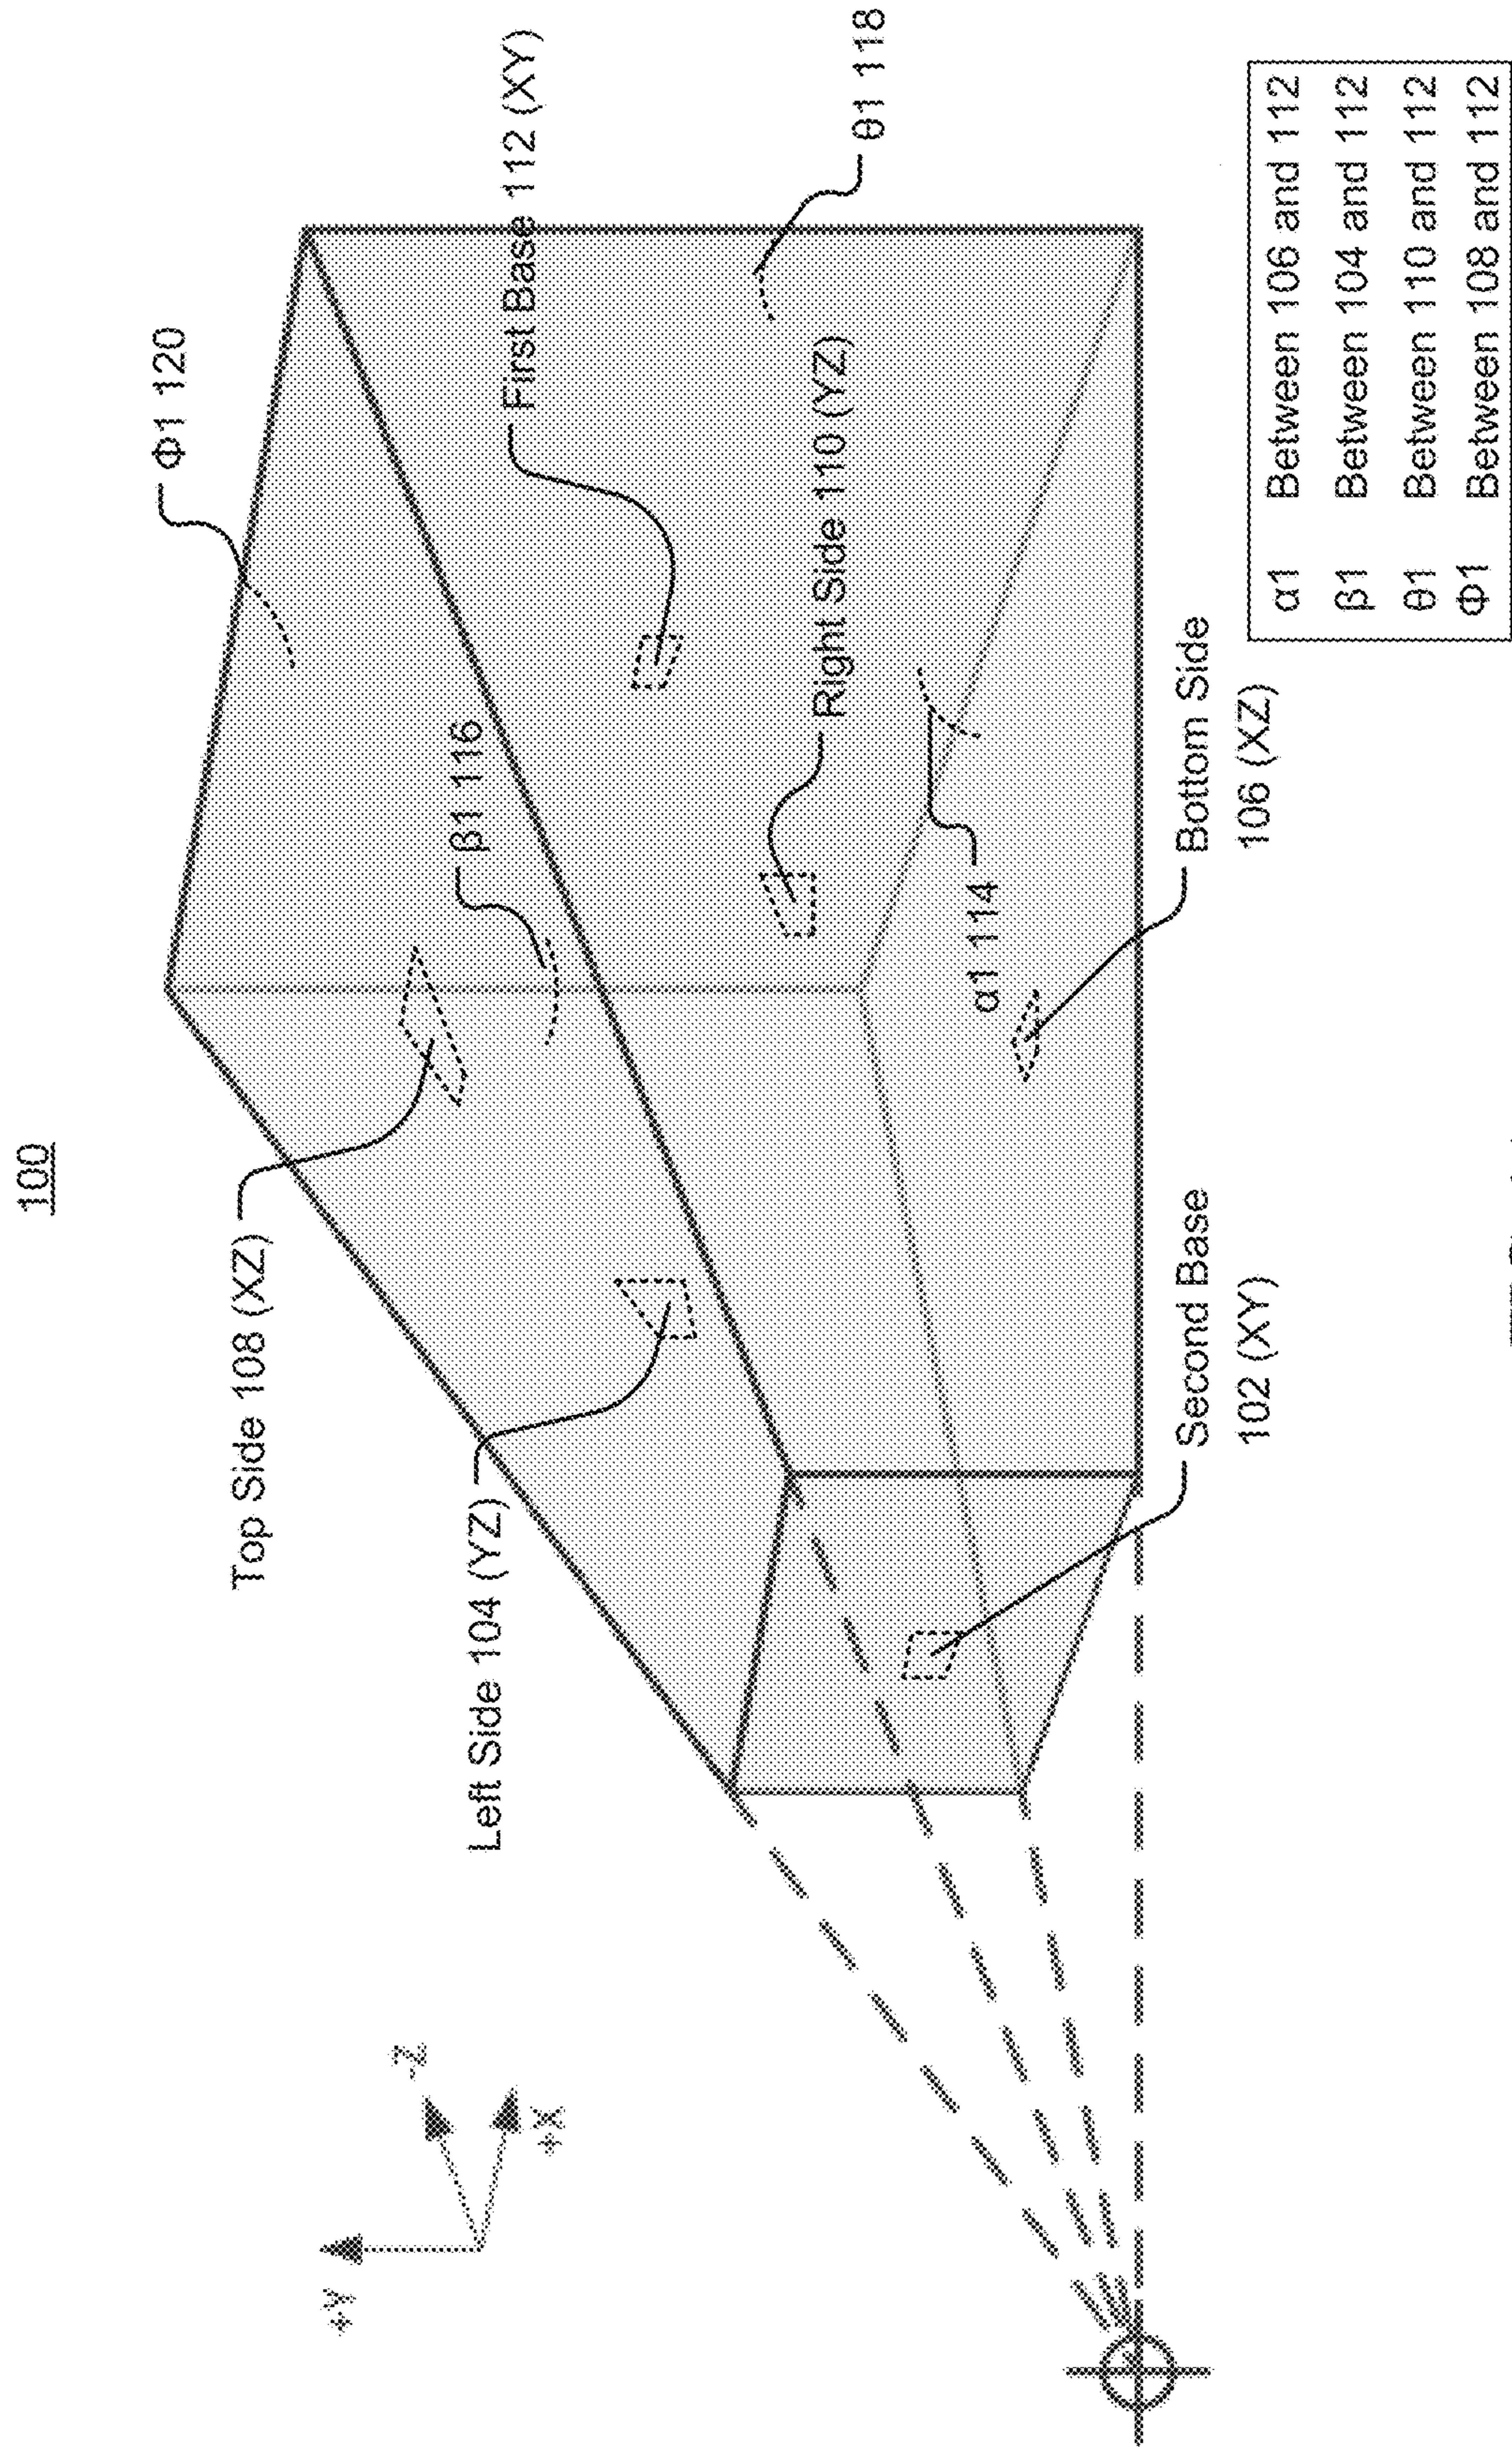 100
Φ1 120
Top Side 108 (XZ)
β1 116
First Base 112 (XY)
Left Side 104 (YZ)
Right Side 110 (YZ)
θ1 118
α1 114
Second Base
102 (XY)
Bottom Side
106 (XZ)
+Y
-Z
+X
α1 Between 106 and 112
β1 Between 104 and 112
θ1 Between 110 and 112
Φ1 Between 108 and 112